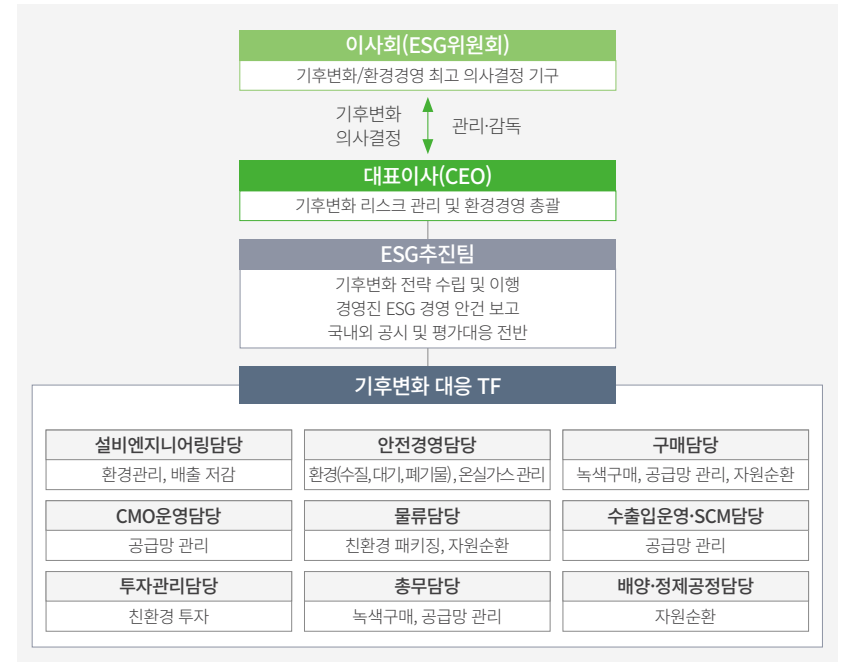 이사회(ESG위원회)
기후변화/환경경영 최고 의사결정 기구
기후변화
의사결정
관리·감독
대표이사(CEO)
기후변화 리스크 관리 및 환경경영 총괄
ESG추진팀
기후변화 전략 수립 및 이행
경영진 ESG 경영 안건 보고
국내외 공시 및 평가대응 전반
기후변화 대응 TF
설비엔지니어링담당
환경관리, 배출 저감
안전경영담당
환경(수질,대기,폐기물),온실가스 관리
구매담당
녹색구매, 공급망 관리, 자원순환
CMO운영담당
공급망 관리
물류담당
친환경 패키징, 자원순환
수출입운영·SCM담당
공급망 관리
투자관리담당
친환경 투자
총무담당
녹색구매, 공급망 관리
배양·정제공정담당
자원순환